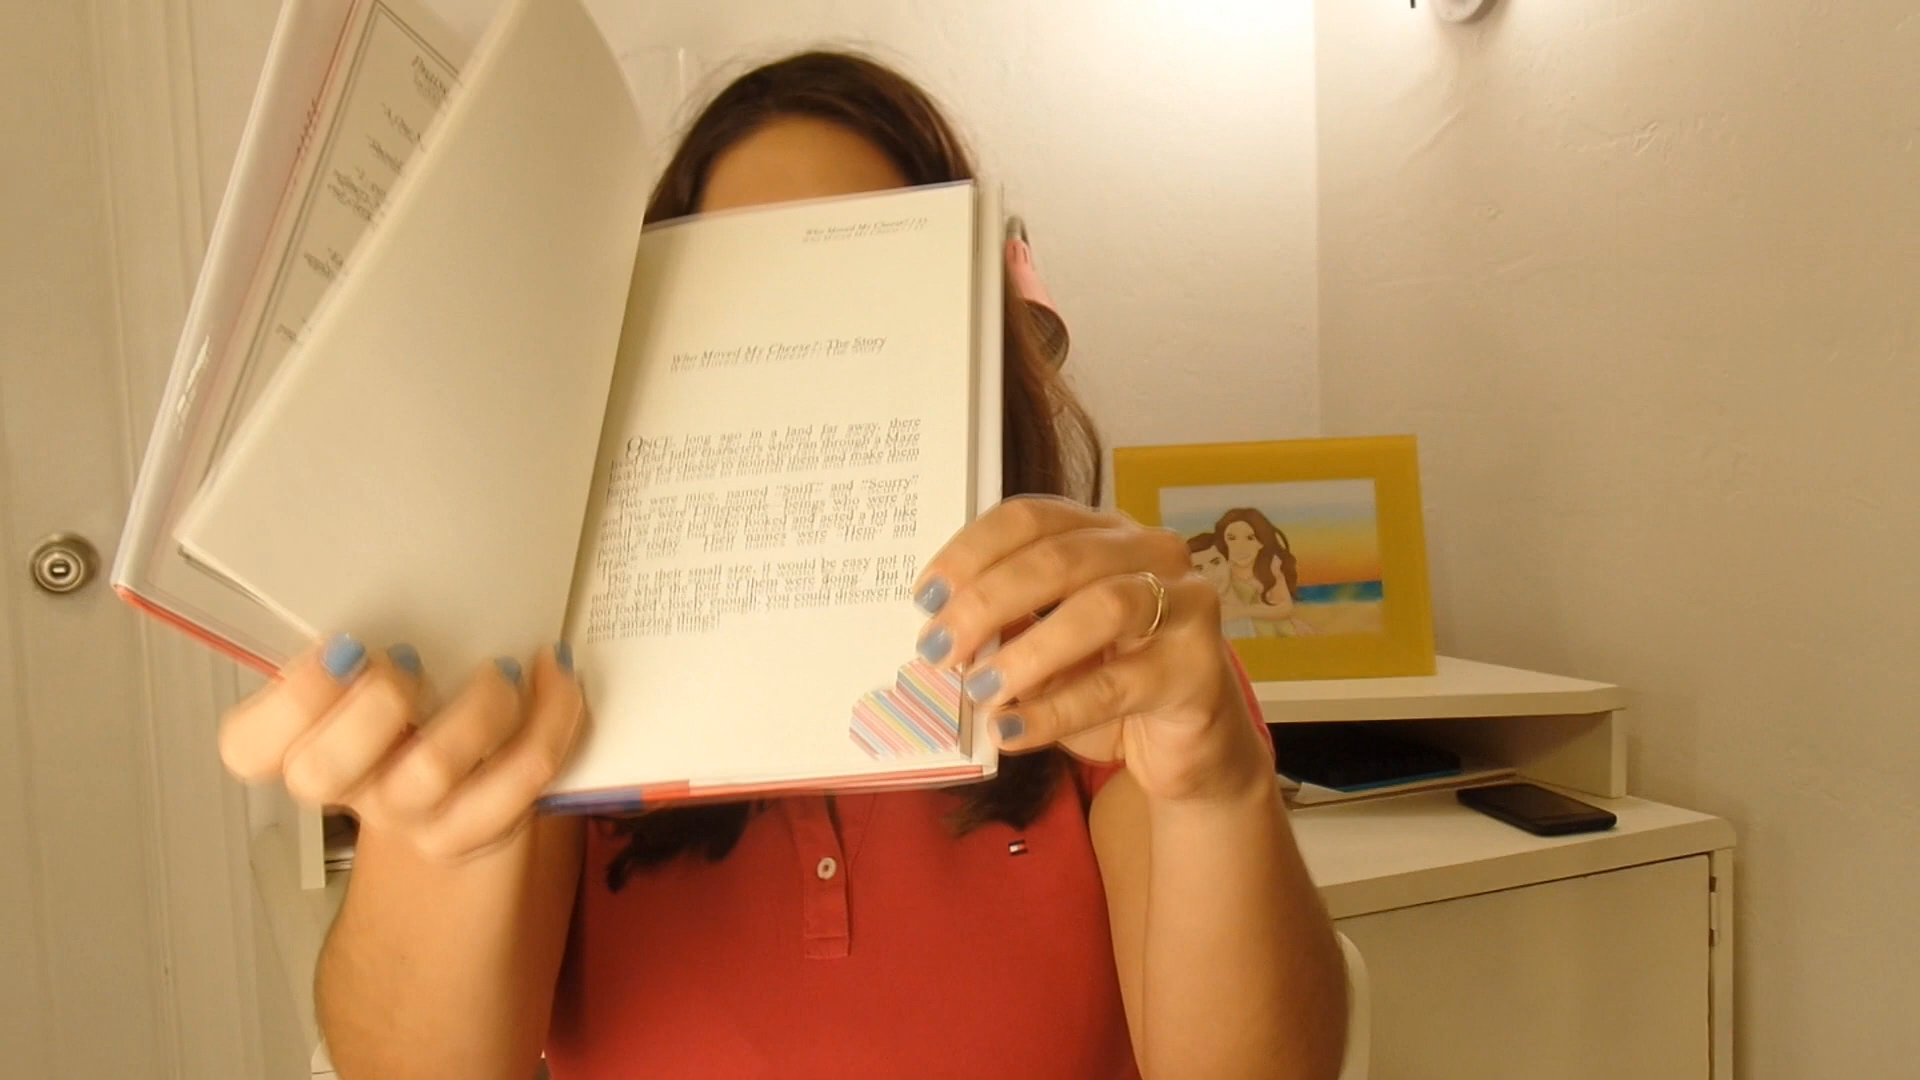 Who Moved My Cheese? /
Who Moved My Cheese?: The Story
ONCE, long ago in a land far away, there
lived four little characters who ran through a Maze
looking for cheese to nourish them and make them
happy.
Two were mice, named "Sniff" and "Scurry"
and two were Littlepeople—beings who were as
small as mice but who looked and acted a lot like
people today. Their names were "Hem" and
"Haw."
Due to their small size, it would be easy not to
notice what the four of them were doing. But if
you looked closely enough, you could discover the
most amazing things!